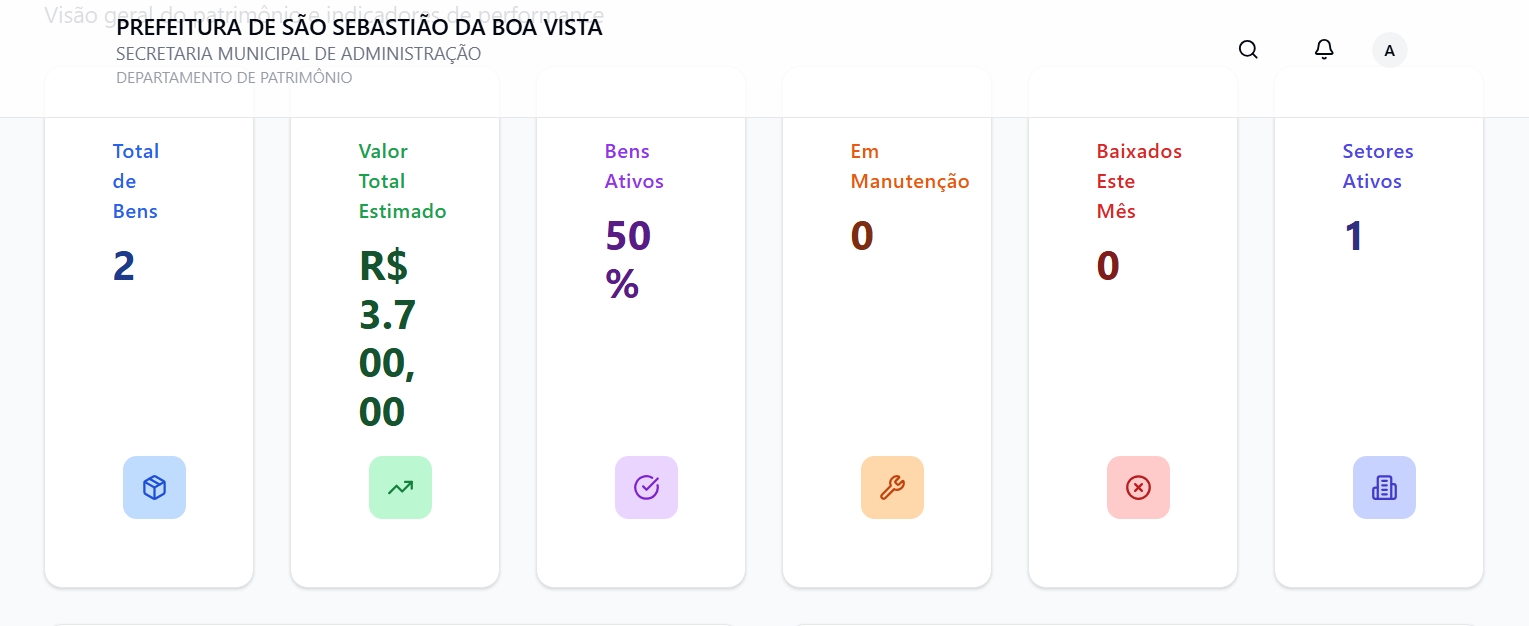 Visão geral do patrimônio e indicadores de performance
PREFEITURA DE SÃO SEBASTIÃO DA BOA VISTA
SECRETARIA MUNICIPAL DE ADMINISTRAÇÃO
DEPARTAMENTO DE PATRIMÔNIO
A
Total
de
Bens
2
Valor
Total
Estimado
R$
3.7
00,
00
Bens
Ativos
50
%
Em
Manutenção
0
Baixados
Este
Mês
0
Setores
Ativos
1